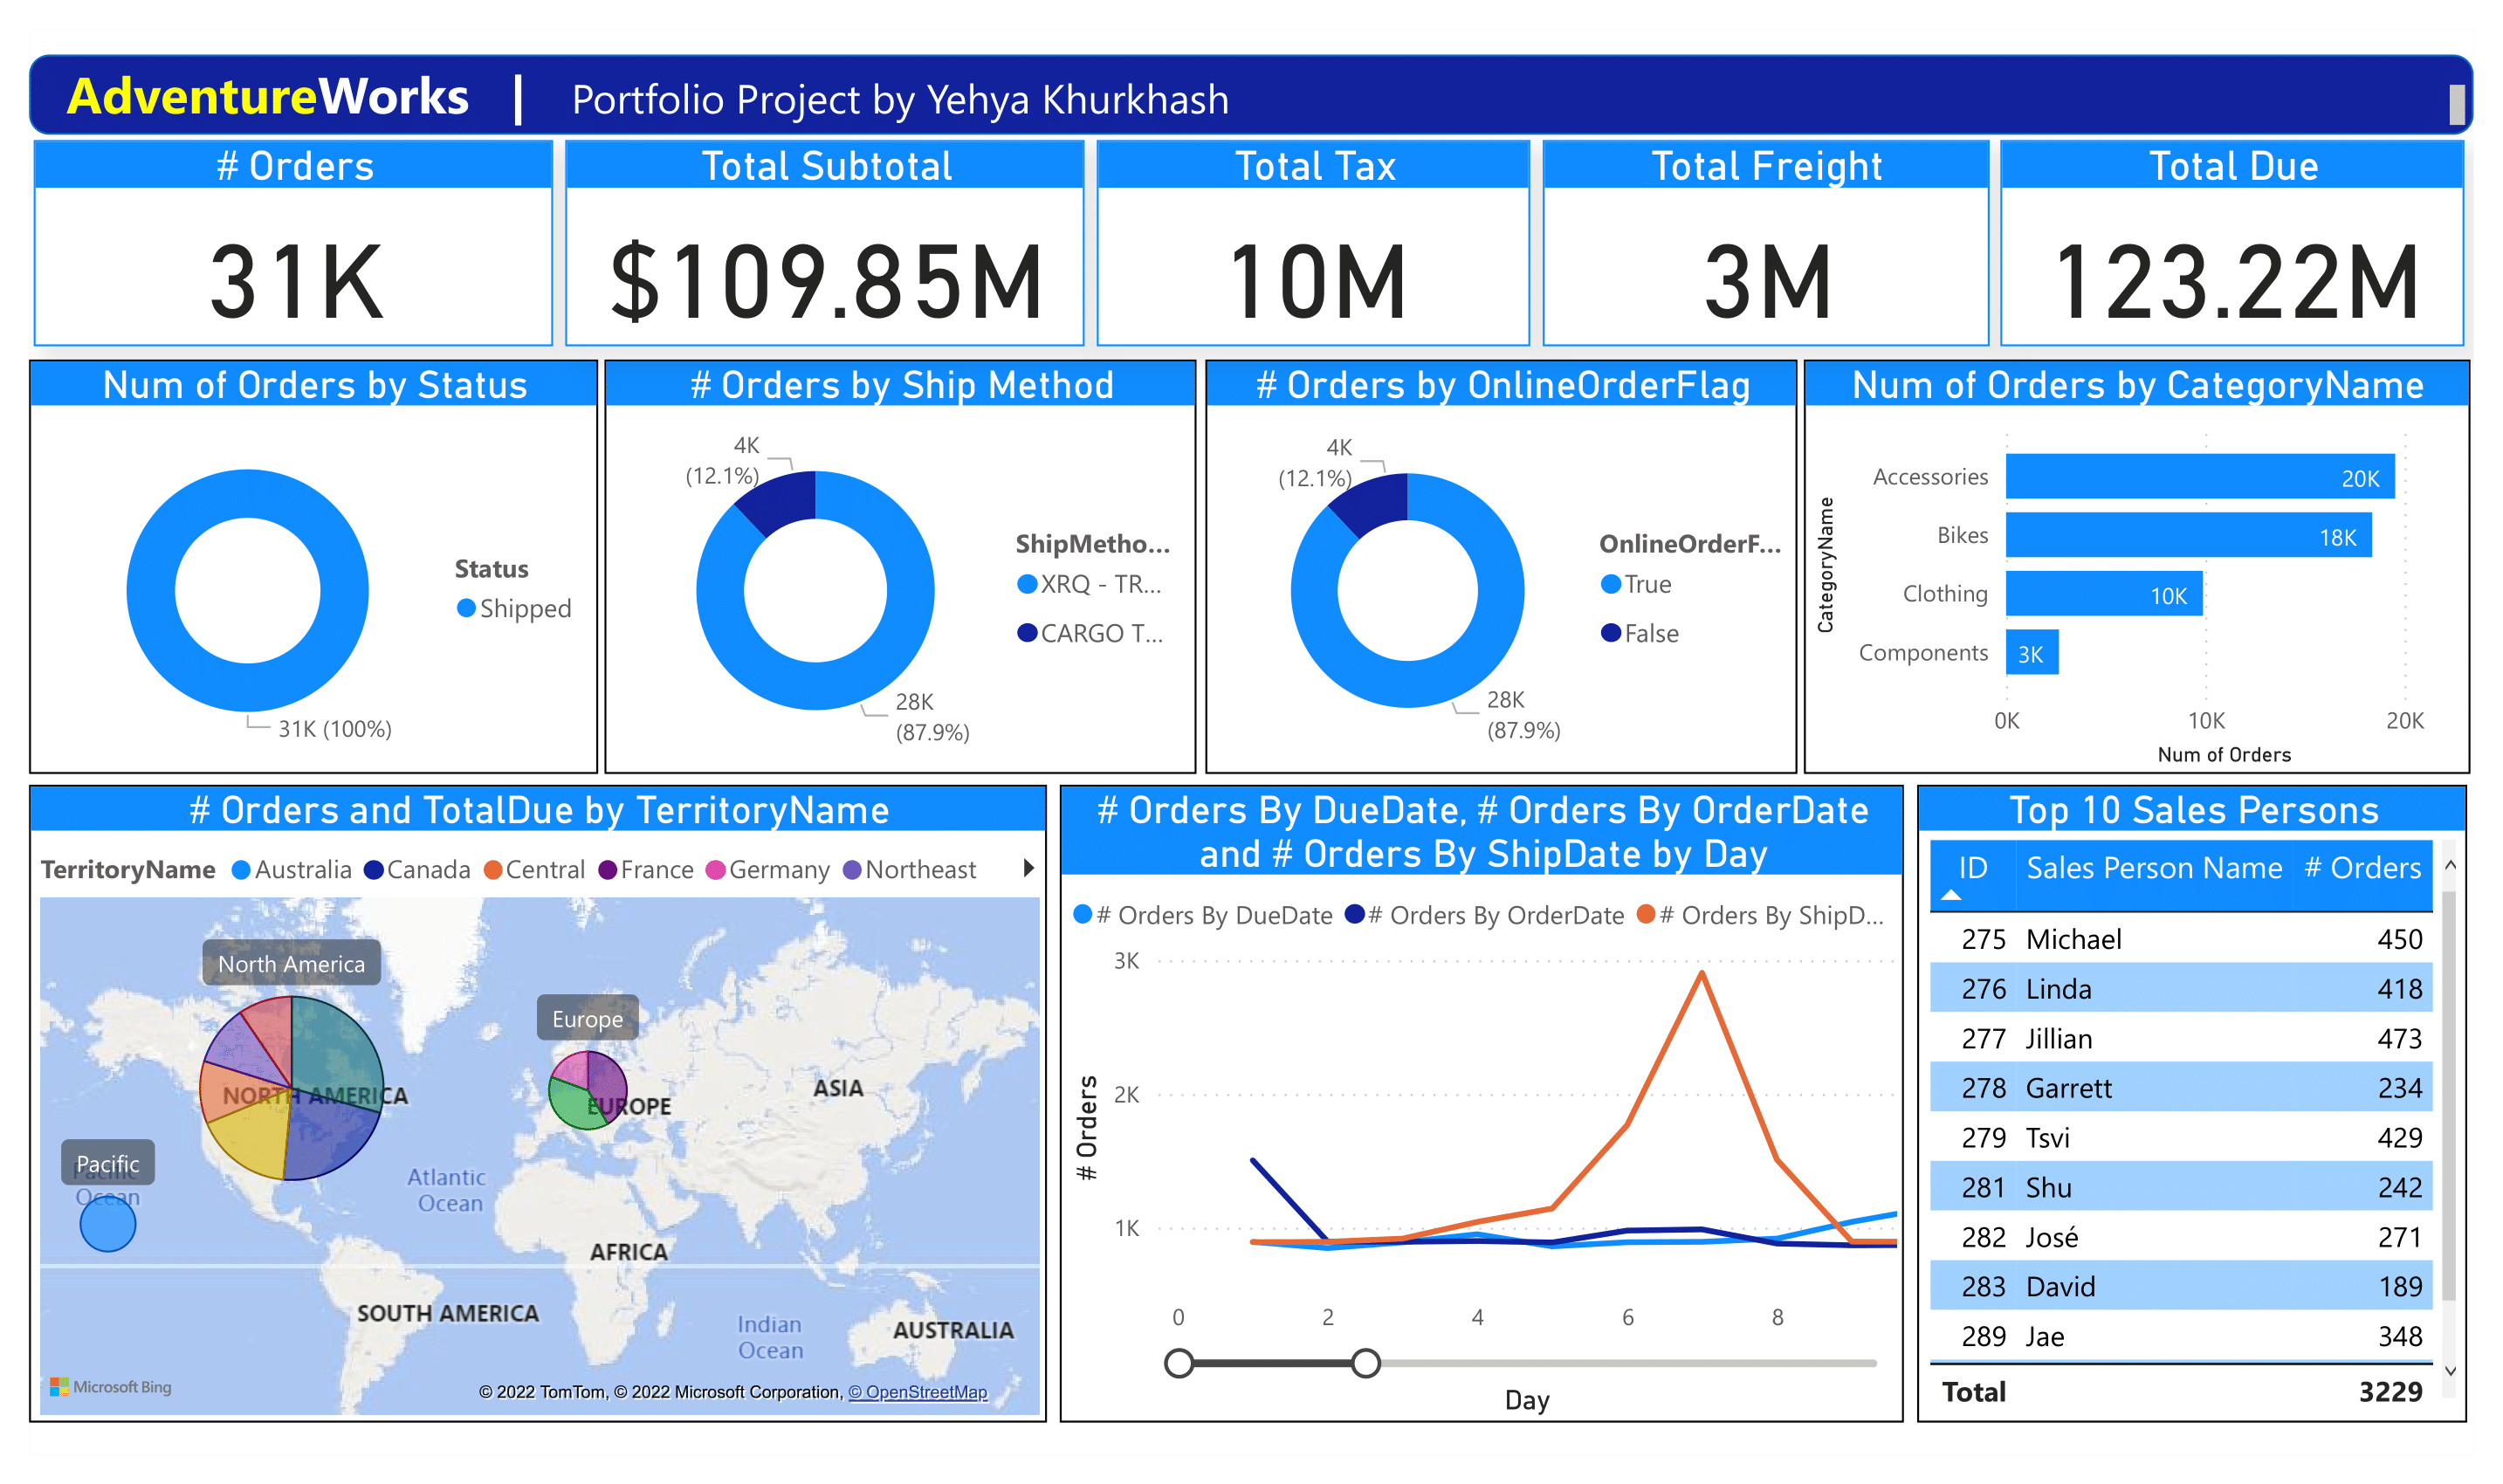 AdventureWorks | Portfolio Project by Yehya Khurkhash
# Orders
31K
Total Subtotal
$109.85M
Total Tax
10M
Total Freight
3M
Total Due
123.22M
Num of Orders by Status
Status
Shipped
31K (100%)
# Orders by Ship Method
4K
(12.1%)
ShipMetho...
XRQ - TR...
CARGO T...
28K
(87.9%)
# Orders by OnlineOrderFlag
4K
(12.1%)
OnlineOrderF...
True
False
28K
(87.9%)
Num of Orders by CategoryName
CategoryName
Accessories 20K
Bikes 18K
Clothing 10K
Components 3K
0K 10K 20K
Num of Orders
# Orders and TotalDue by TerritoryName
TerritoryName Australia Canada Central France Germany Northeast
North America
Europe
Pacific
NORTH AMERICA
EUROPE
ASIA
Pacific
Ocean
Atlantic
Ocean
AFRICA
SOUTH AMERICA
Indian
Ocean
AUSTRALIA
Microsoft Bing
© 2022 TomTom, © 2022 Microsoft Corporation, © OpenStreetMap
# Orders By DueDate, # Orders By OrderDate
and # Orders By ShipDate by Day
# Orders By DueDate # Orders By OrderDate # Orders By ShipD...
# Orders
3K
2K
1K
0 2 4 6 8
Day
Top 10 Sales Persons
ID Sales Person Name # Orders
275 Michael 450
276 Linda 418
277 Jillian 473
278 Garrett 234
279 Tsvi 429
281 Shu 242
282 José 271
283 David 189
289 Jae 348
Total 3229